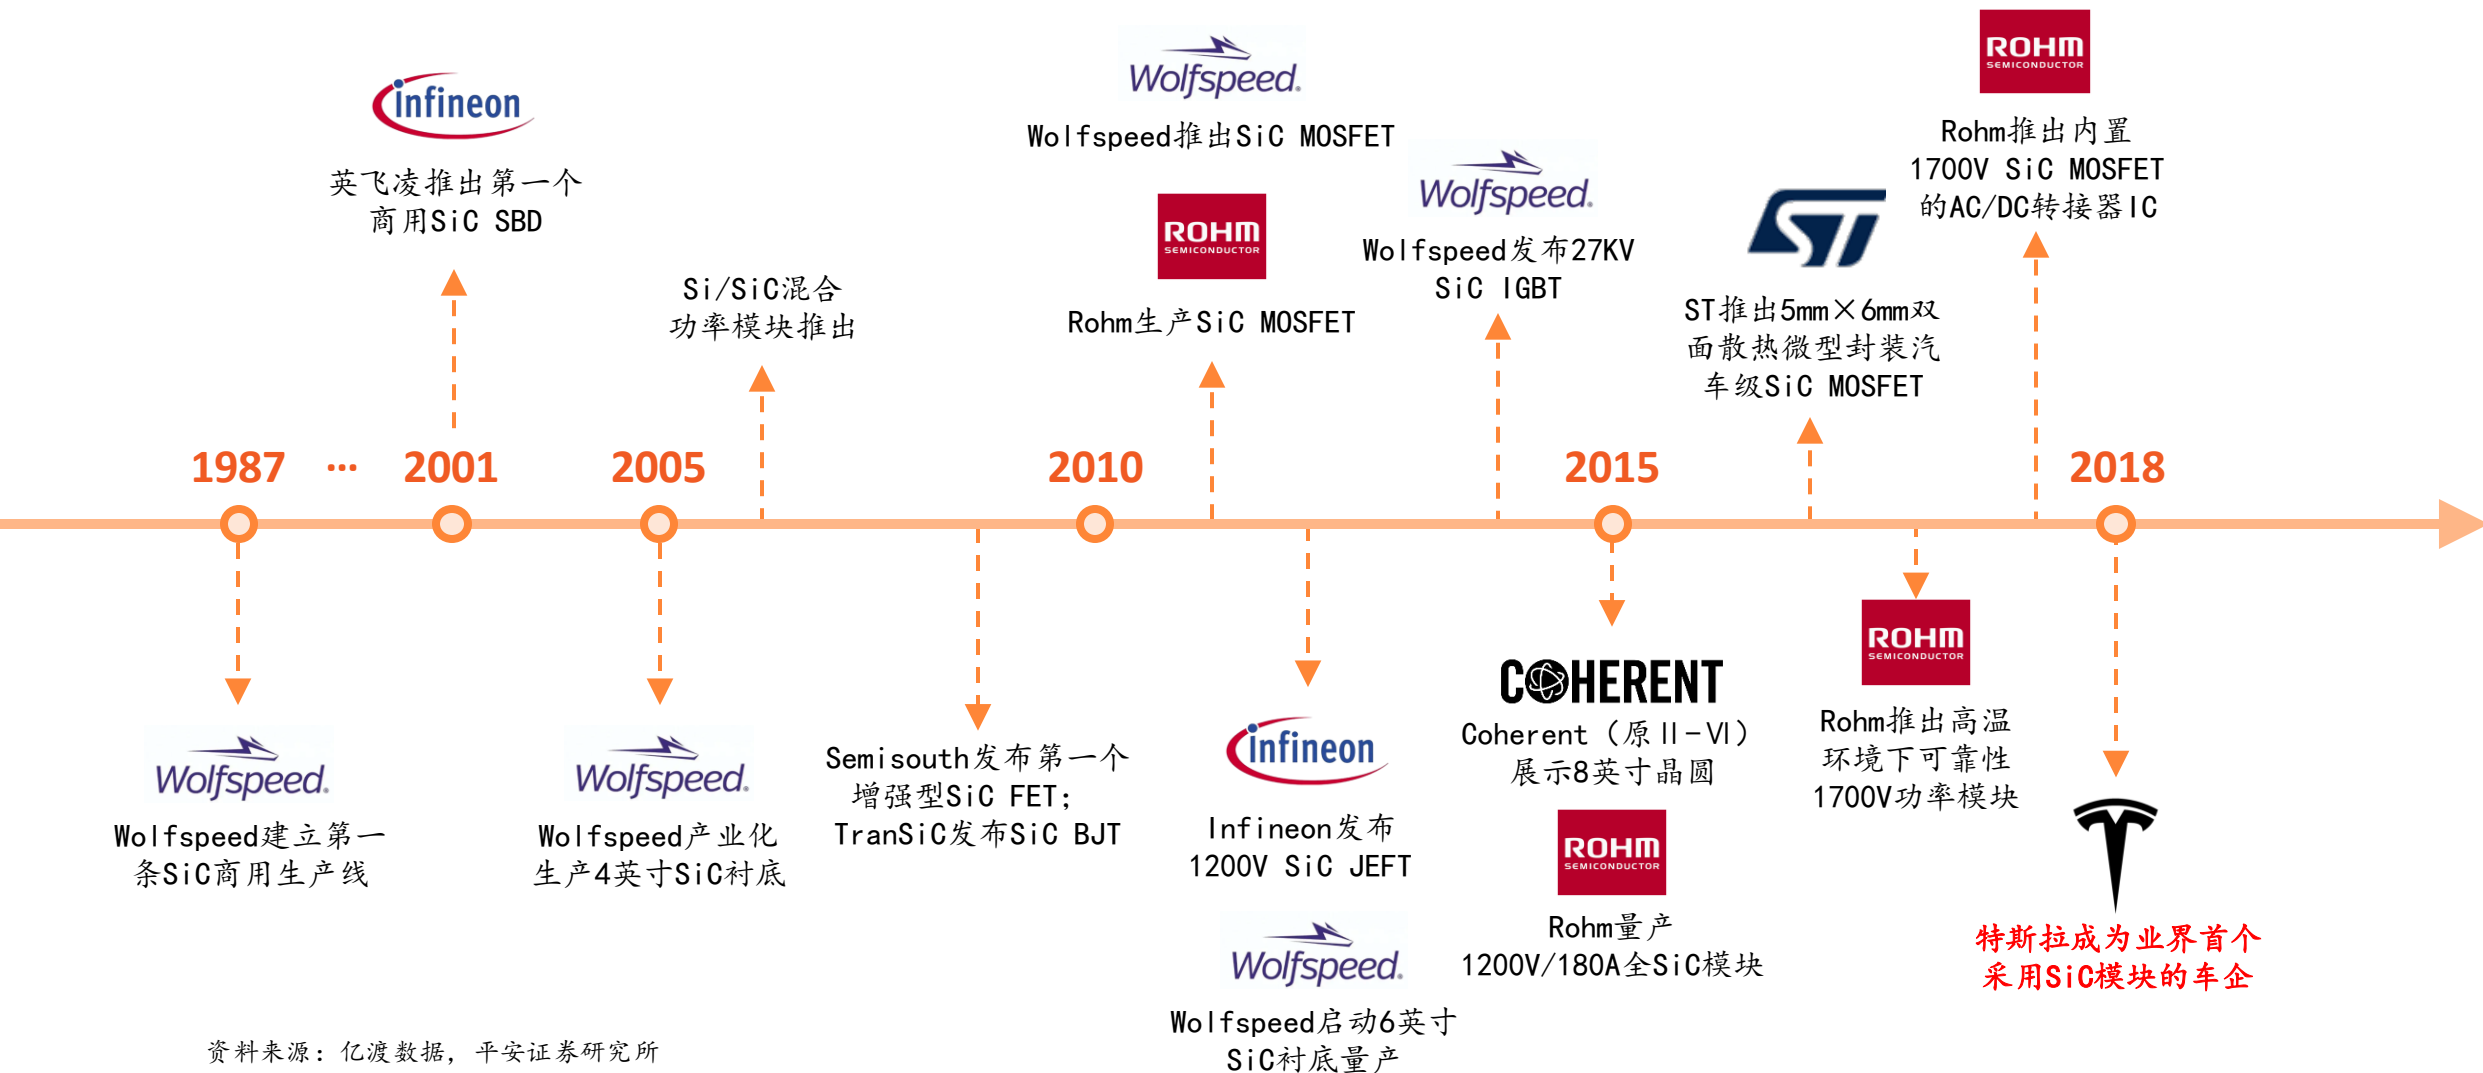 ROHM
SEMICONDUCTOR
Rohm推出内置
1700V SiC MOSFET
的AC/DC转接器IC
Wolfspeed.
Wolfspeed推出SiC MOSFET
ROHM
SEMICONDUCTOR
Rohm生产SiC MOSFET
infineon
英飞凌推出第一个
商用SiC SBD
Si/SiC混合
功率模块推出
Wolfspeed.
Wolfspeed发布27KV
SiC IGBT
ST
ST推出5mm×6mm双
面散热微型封装汽
车级SiC MOSFET
1987 … 2001 2005 2010 2015 2018
Wolfspeed.
Wolfspeed建立第一
条SiC商用生产线
Wolfspeed.
Wolfspeed产业化
生产4英寸SiC衬底
Semisouth发布第一个
增强型SiC FET；
TranSiC发布SiC BJT
infineon
Infineon发布
1200V SiC JEFT
Wolfspeed.
Wolfspeed启动6英寸
SiC衬底量产
COHERENT
Coherent（原Ⅱ-Ⅵ）
展示8英寸晶圆
ROHM
SEMICONDUCTOR
Rohm量产
1200V/180A全SiC模块
ROHM
SEMICONDUCTOR
Rohm推出高温
环境下可靠性
1700V功率模块
特斯拉成为业界首个
采用SiC模块的车企
资料来源：亿渡数据，平安证券研究所